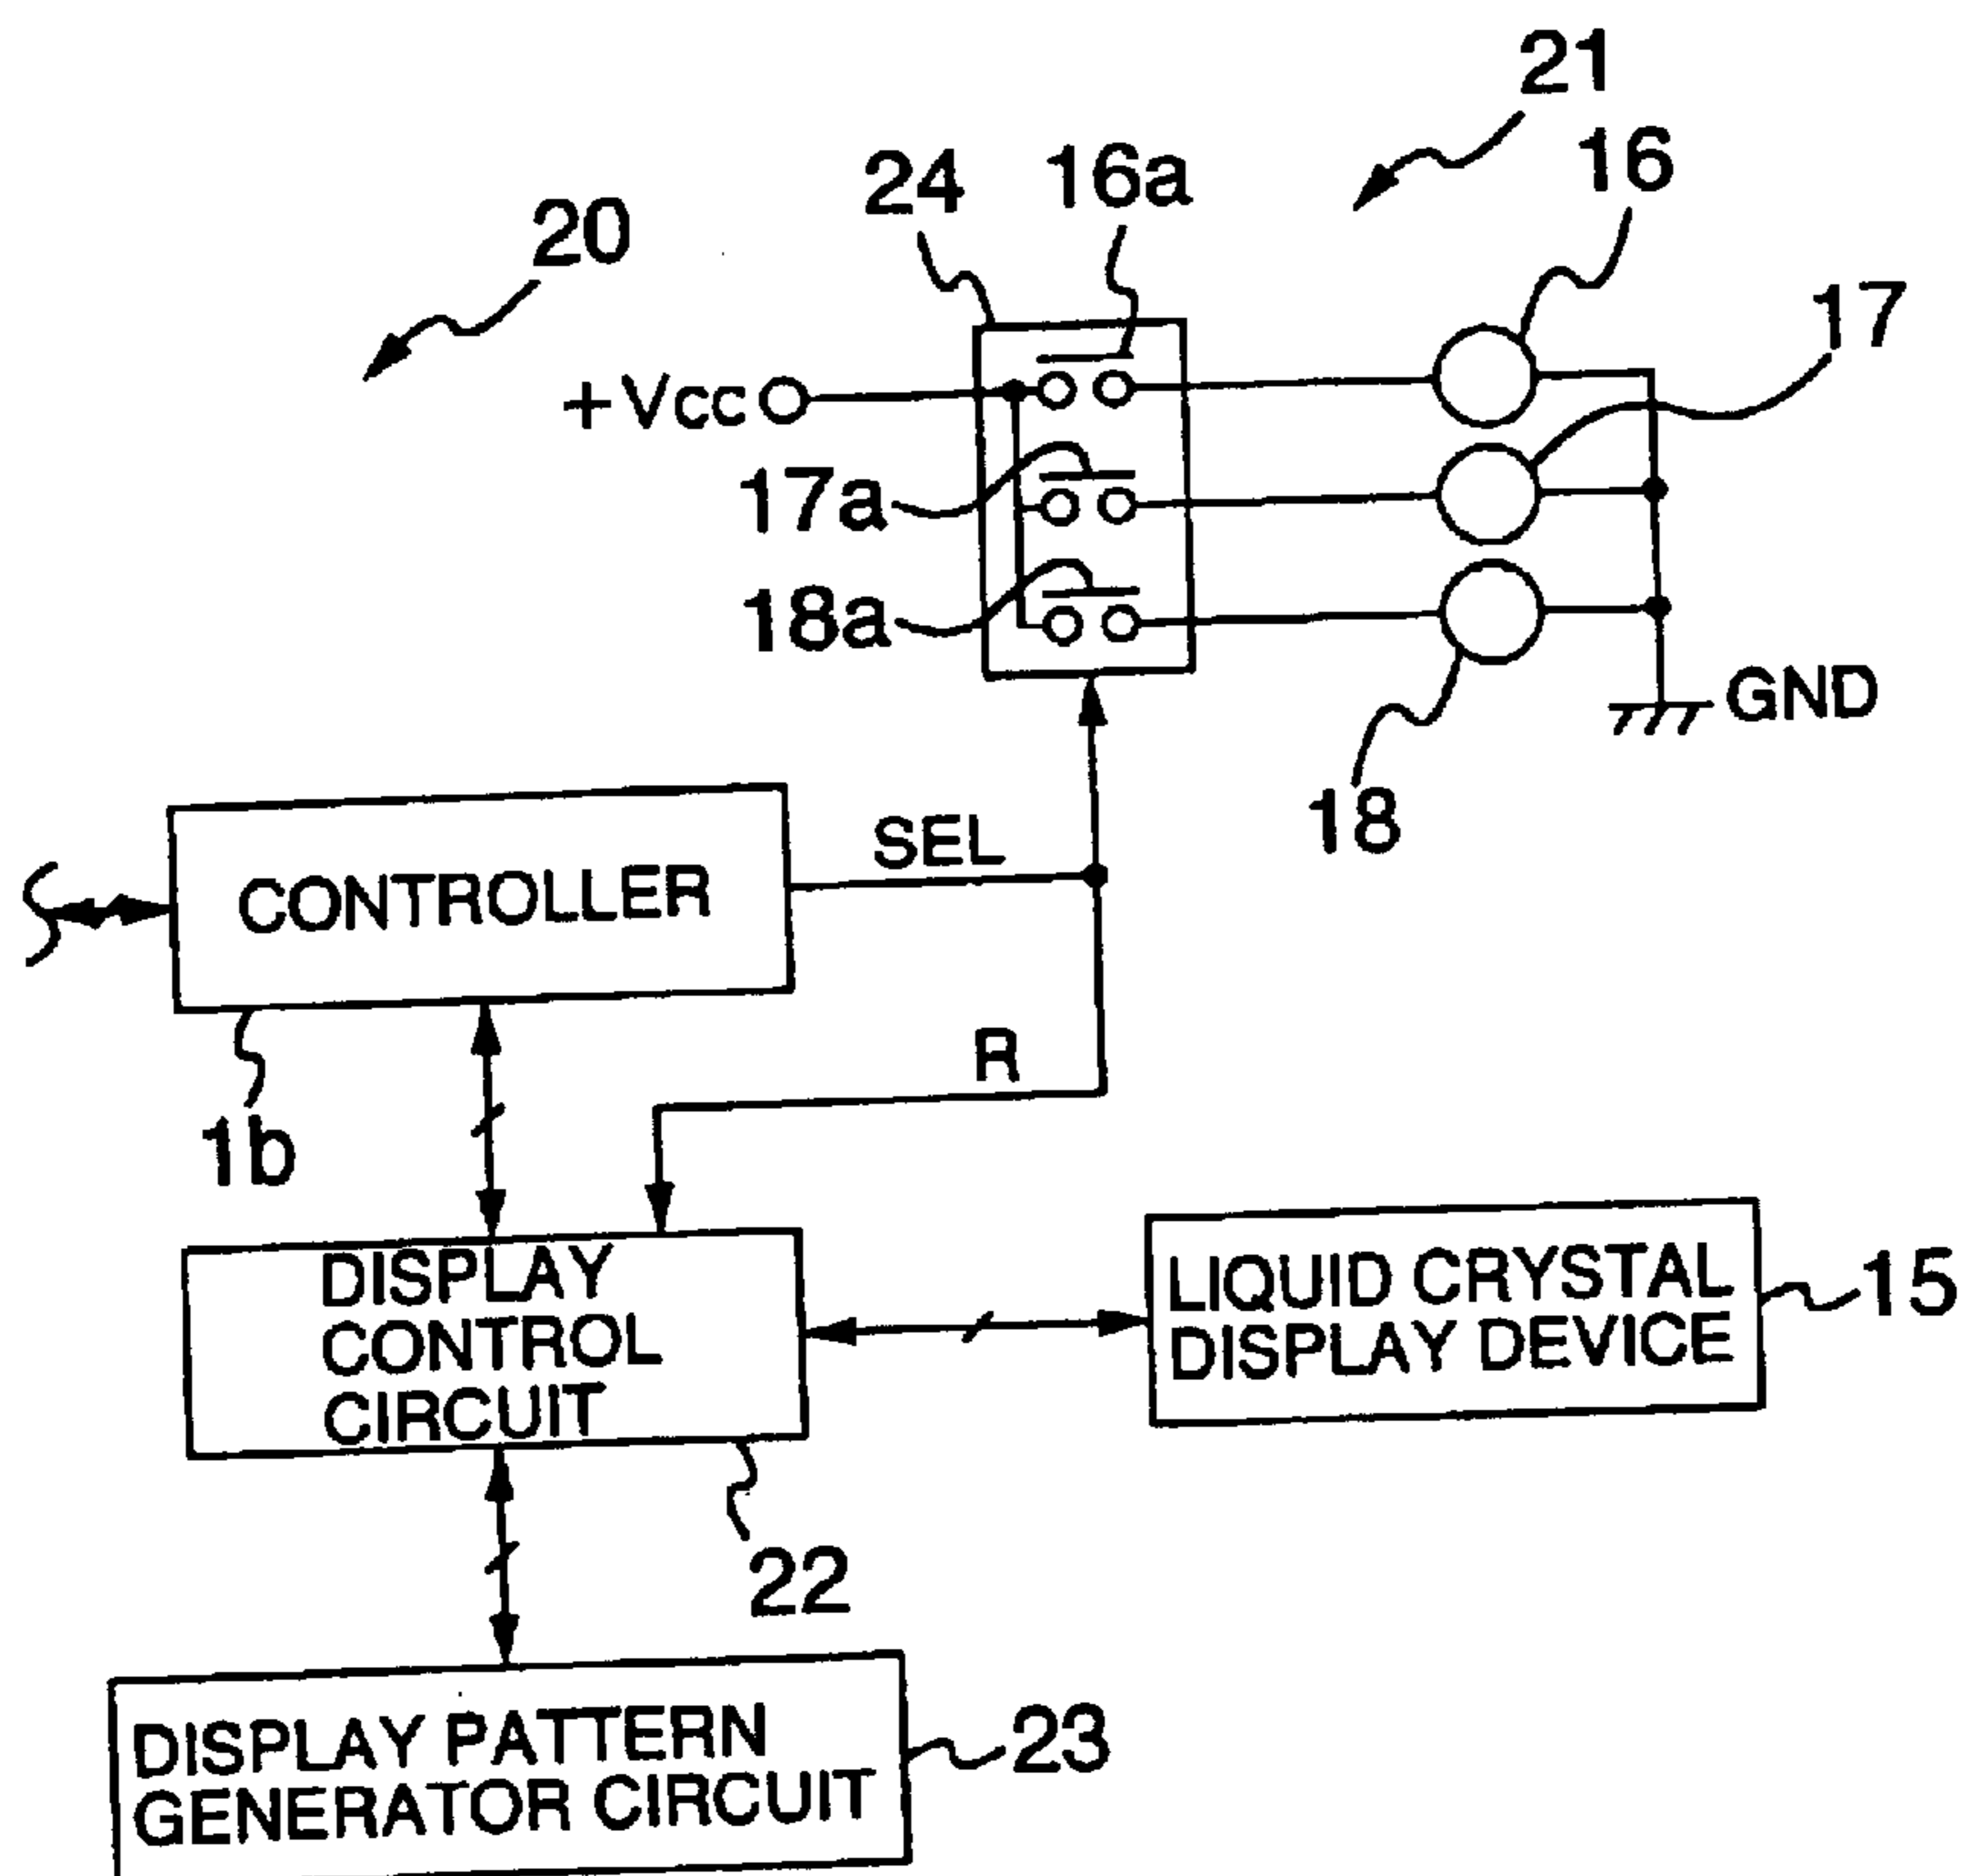 21
16
24
16a
20
17
+Vcc
17a
18a
GND
18
SEL
CONTROLLER
R
1b
DISPLAY
CONTROL
CIRCUIT
LIQUID CRYSTAL
DISPLAY DEVICE
15
22
DISPLAY PATTERN
GENERATOR CIRCUIT
23